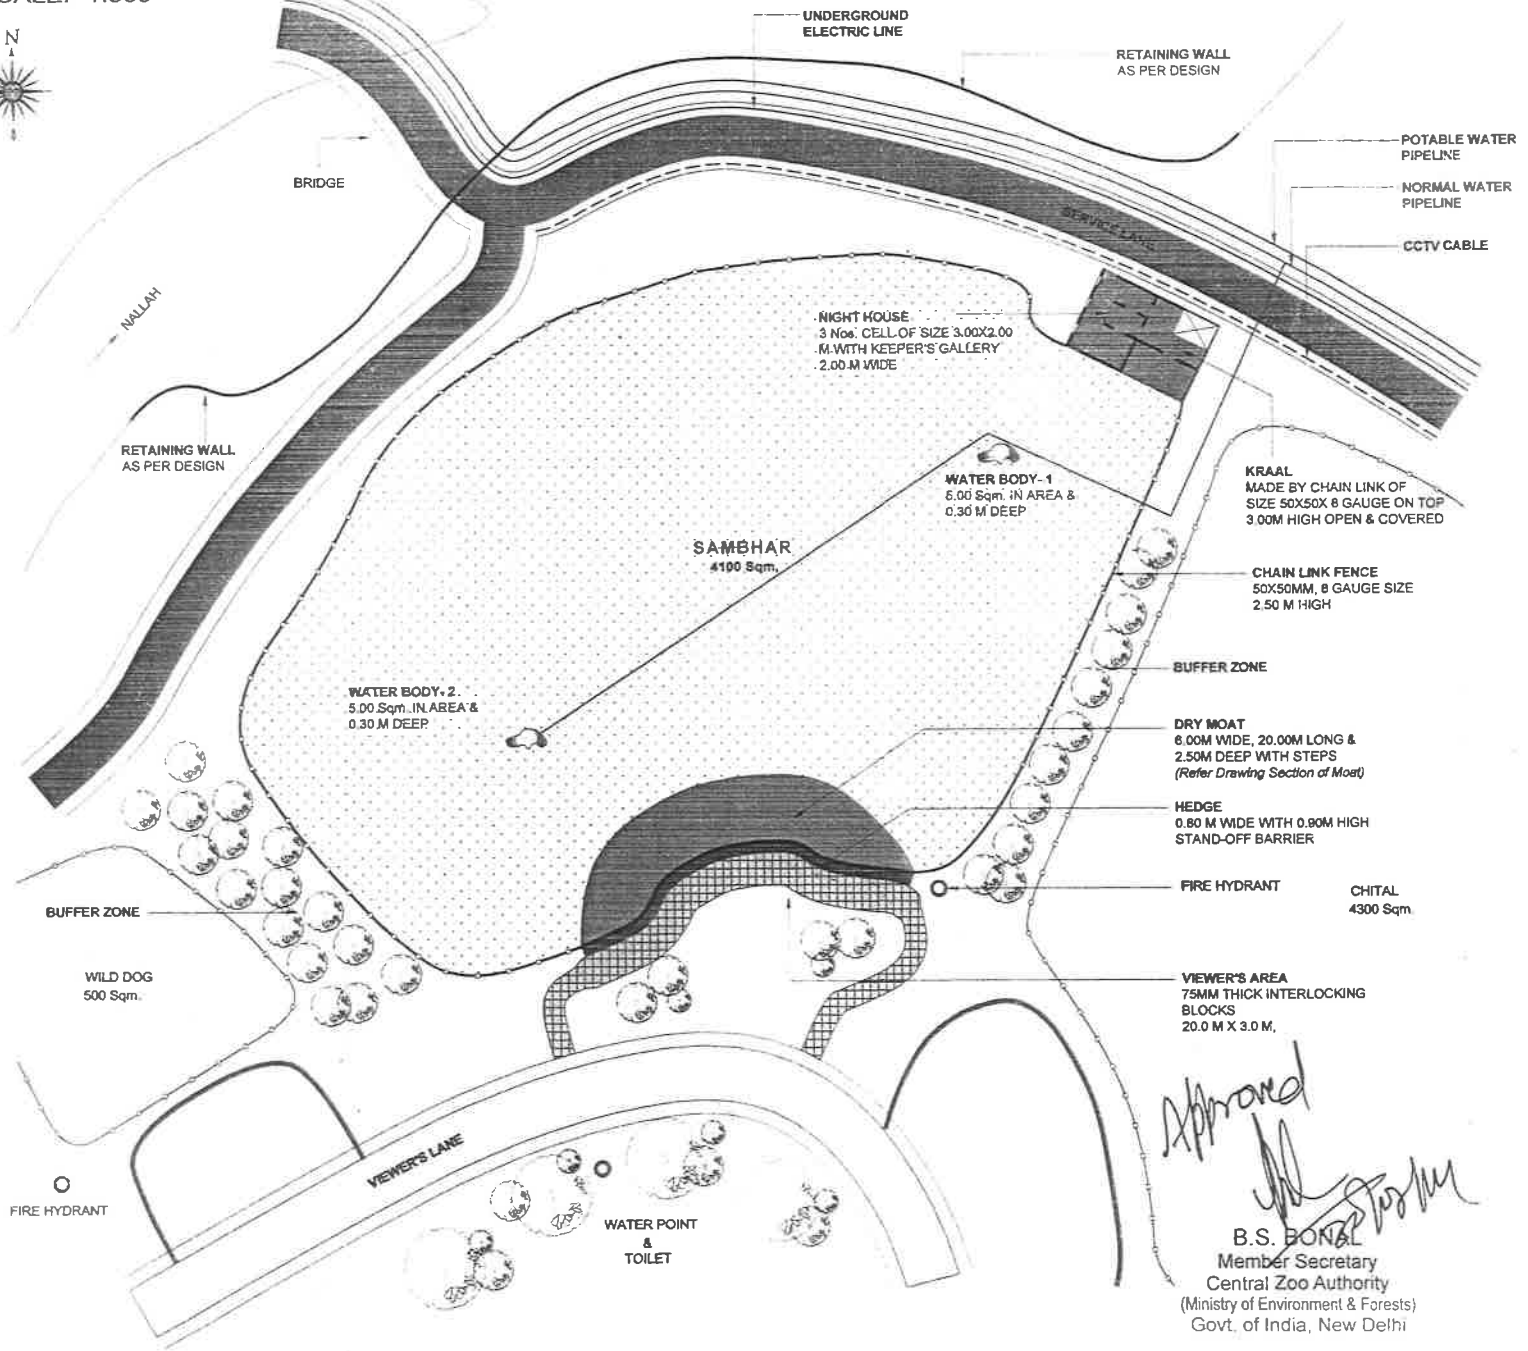 N
UNDERGROUND
ELECTRIC LINE
RETAINING WALL
AS PER DESIGN
POTABLE WATER
PIPELINE
BRIDGE
NORMAL WATER
PIPELINE
SERVICE LANE
CCTV CABLE
NALLAH
NIGHT HOUSE
3 Nos. CELL OF SIZE 3.00X2.00
M WITH KEEPER'S GALLERY
2.00 M WIDE
RETAINING WALL
AS PER DESIGN
WATER BODY-1
5.00 Sqm. IN AREA &
0.30 M DEEP
KRAAL
MADE BY CHAIN LINK OF
SIZE 50X50X 8 GAUGE ON TOP
3.00M HIGH OPEN & COVERED
SAMBHAR
4100 Sqm.
CHAIN LINK FENCE
50X50MM, 8 GAUGE SIZE
2.50 M HIGH
BUFFER ZONE
WATER BODY-2
5.00 Sqm. IN AREA &
0.30 M DEEP
DRY MOAT
6.00M WIDE, 20.00M LONG &
2.50M DEEP WITH STEPS
(Refer Drawing Section of Moat)
HEDGE
0.60 M WIDE WITH 0.90M HIGH
STAND-OFF BARRIER
FIRE HYDRANT
CHITAL
4300 Sqm.
BUFFER ZONE
WILD DOG
500 Sqm.
VIEWER'S AREA
75MM THICK INTERLOCKING
BLOCKS
20.0 M X 3.0 M,
Approved
VIEWER'S LANE
FIRE HYDRANT
WATER POINT
&
TOILET
B.S. BONAL
Member Secretary
Central Zoo Authority
(Ministry of Environment & Forests)
Govt. of India, New Delhi